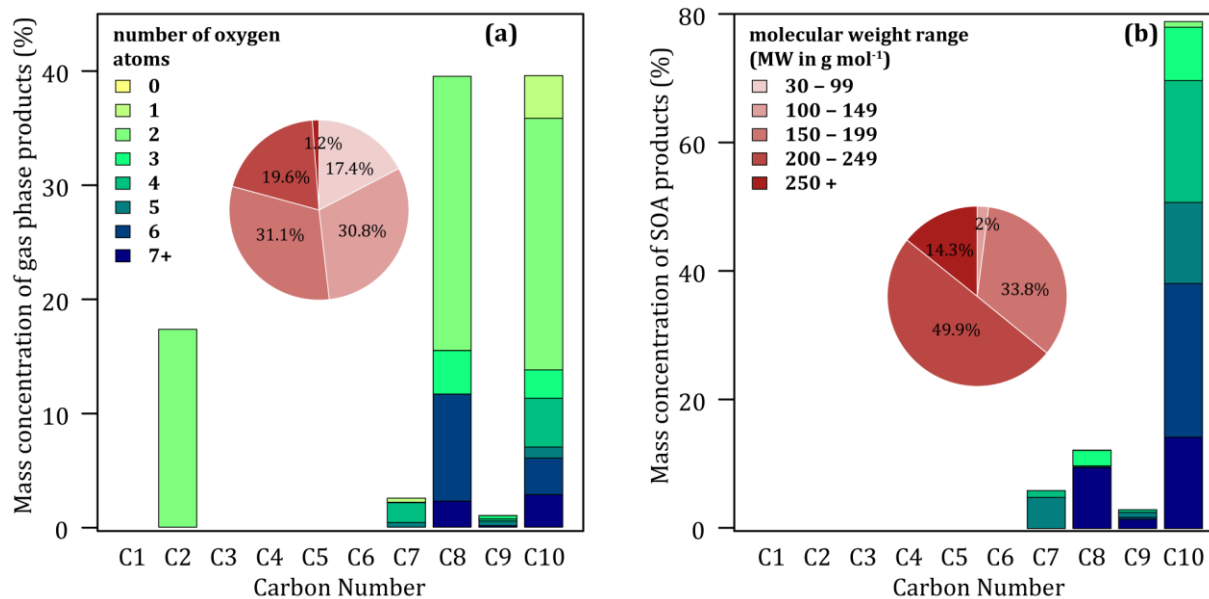 (a)
number of oxygen
atoms
0
1
2
3
4
5
6
7+
1.2%
17.4%
19.6%
30.8%
31.1%
40
30
20
10
0
Mass concentration of gas phase products (%)
C1 C2 C3 C4 C5 C6 C7 C8 C9 C10
Carbon Number
(b)
molecular weight range
(MW in g mol⁻¹)
30 – 99
100 – 149
150 – 199
200 – 249
250 +
2%
14.3%
33.8%
49.9%
80
60
40
20
0
Mass concentration of SOA products (%)
C1 C2 C3 C4 C5 C6 C7 C8 C9 C10
Carbon Number